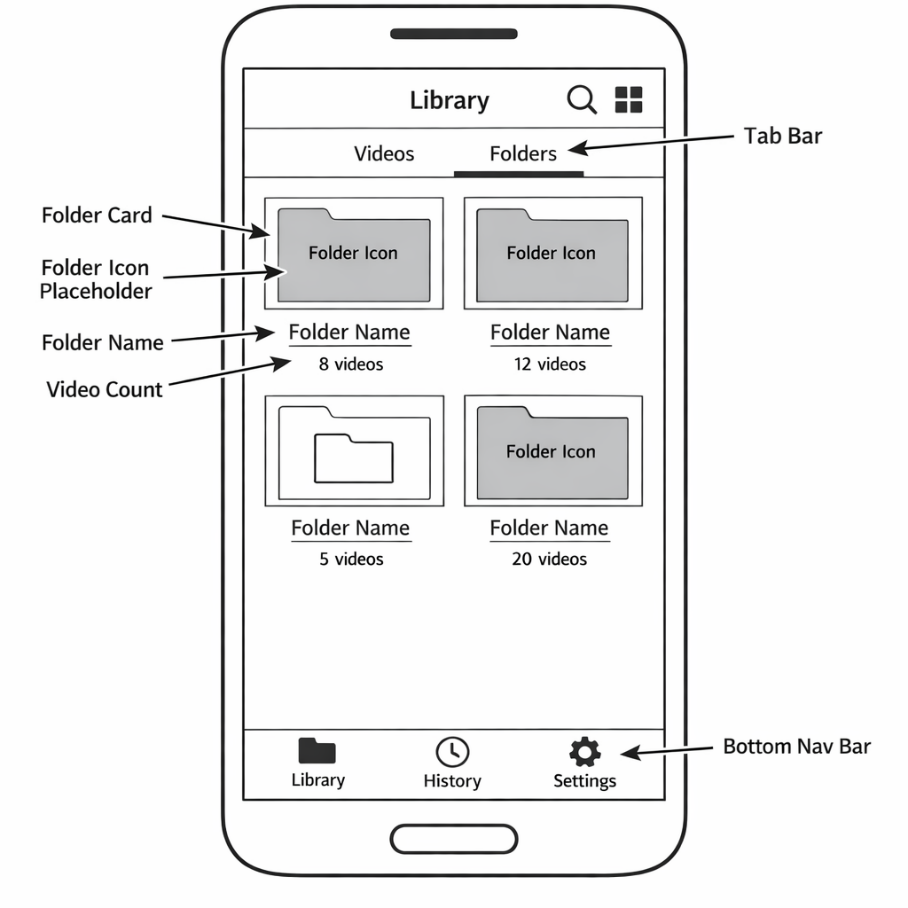 Library
Videos
Folders
Tab Bar
Folder Card
Folder Icon
Placeholder
Folder Name
Video Count
Folder Icon
Folder Icon
Folder Name
Folder Name
8 videos
12 videos
Folder Icon
Folder Name
Folder Name
5 videos
20 videos
Library
History
Settings
Bottom Nav Bar